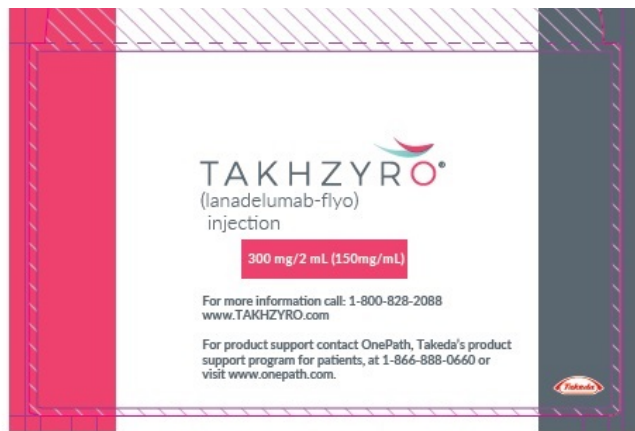 TAKHZYRO®
(lanadelumab-flyo)
injection
300 mg/2 mL (150mg/mL)
For more information call: 1-800-828-2088
www.TAKHZYRO.com
For product support contact OnePath, Takeda's product
support program for patients, at 1-866-888-0660 or
visit www.onepath.com.
Takeda